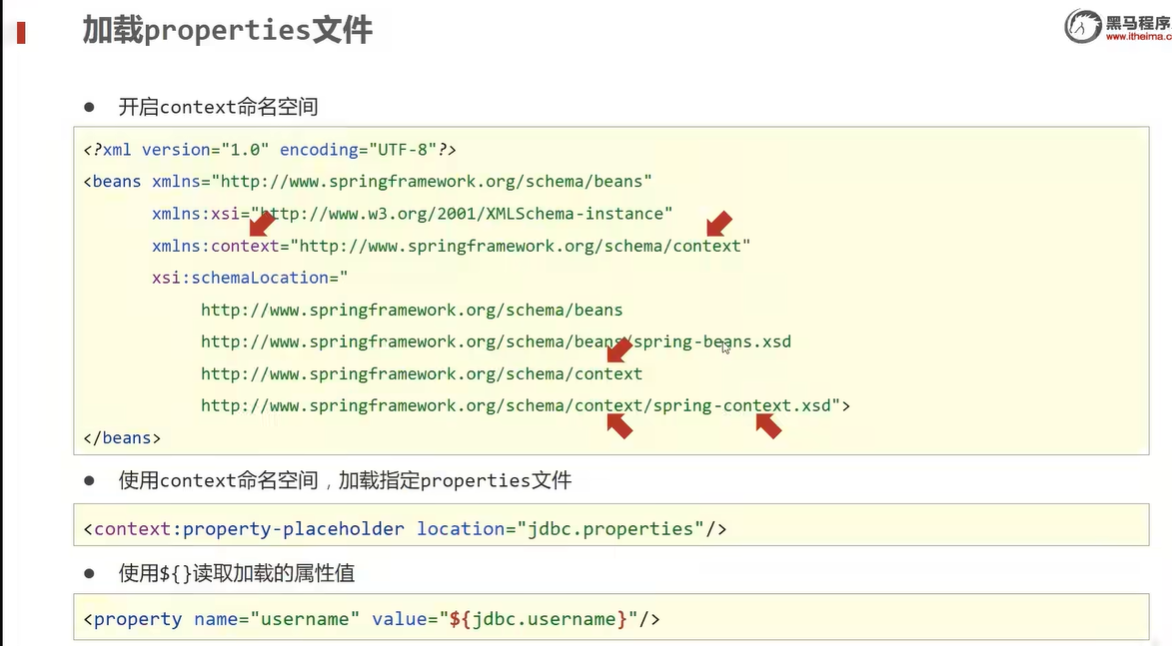 加载properties文件
黑马程序
www.itheima.c
● 开启context命名空间
<?xml version="1.0" encoding="UTF-8"?>
<beans xmlns="http://www.springframework.org/schema/beans"
xmlns:xsi="http://www.w3.org/2001/XMLSchema-instance"
xmlns:context="http://www.springframework.org/schema/context"
xsi:schemaLocation="
http://www.springframework.org/schema/beans
http://www.springframework.org/schema/beans/spring-beans.xsd
http://www.springframework.org/schema/context
http://www.springframework.org/schema/context/spring-context.xsd">
</beans>
● 使用context命名空间，加载指定properties文件
<context:property-placeholder location="jdbc.properties"/>
● 使用${}读取加载的属性值
<property name="username" value="${jdbc.username}"/>